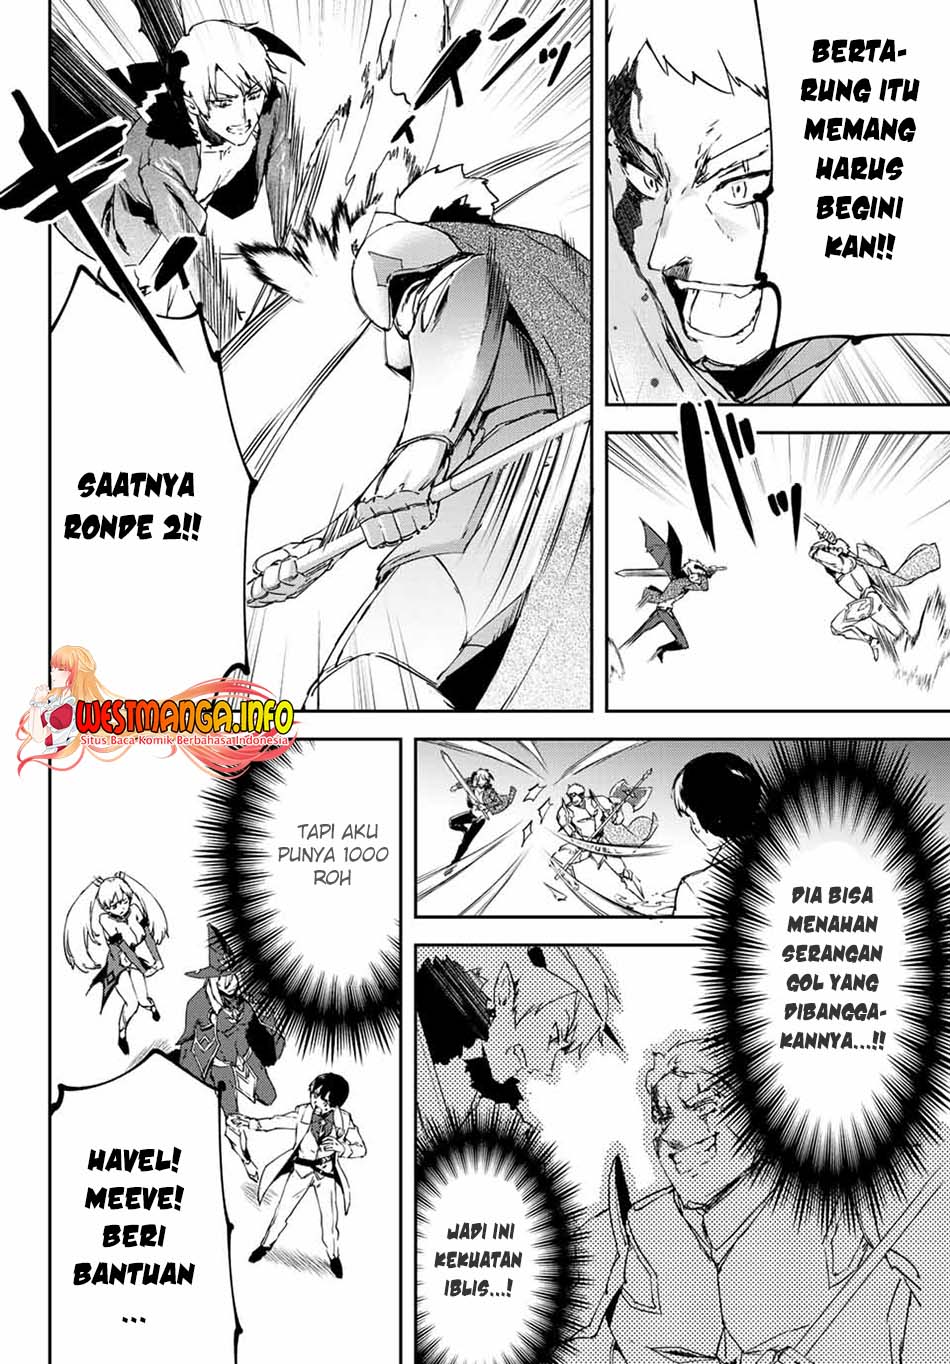 BERTA-
RUNG ITU
MEMANG
HARUS
BEGINI
KAN!!
SAATNYA
RONDE 2!!
WESTMANGA.INFO
Situs Baca Komik Berbahasa Indonesia
DIA BISA
MENAHAN
SERANGAN
GOL YANG
DIBANGGA-
KANNYA...!!
JADI INI
KEKUATAN
IBLIS...!
TAPI AKU
PUNYA 1000
ROH
HAVEL!
MEEVE!
BERI
BANTUAN
...